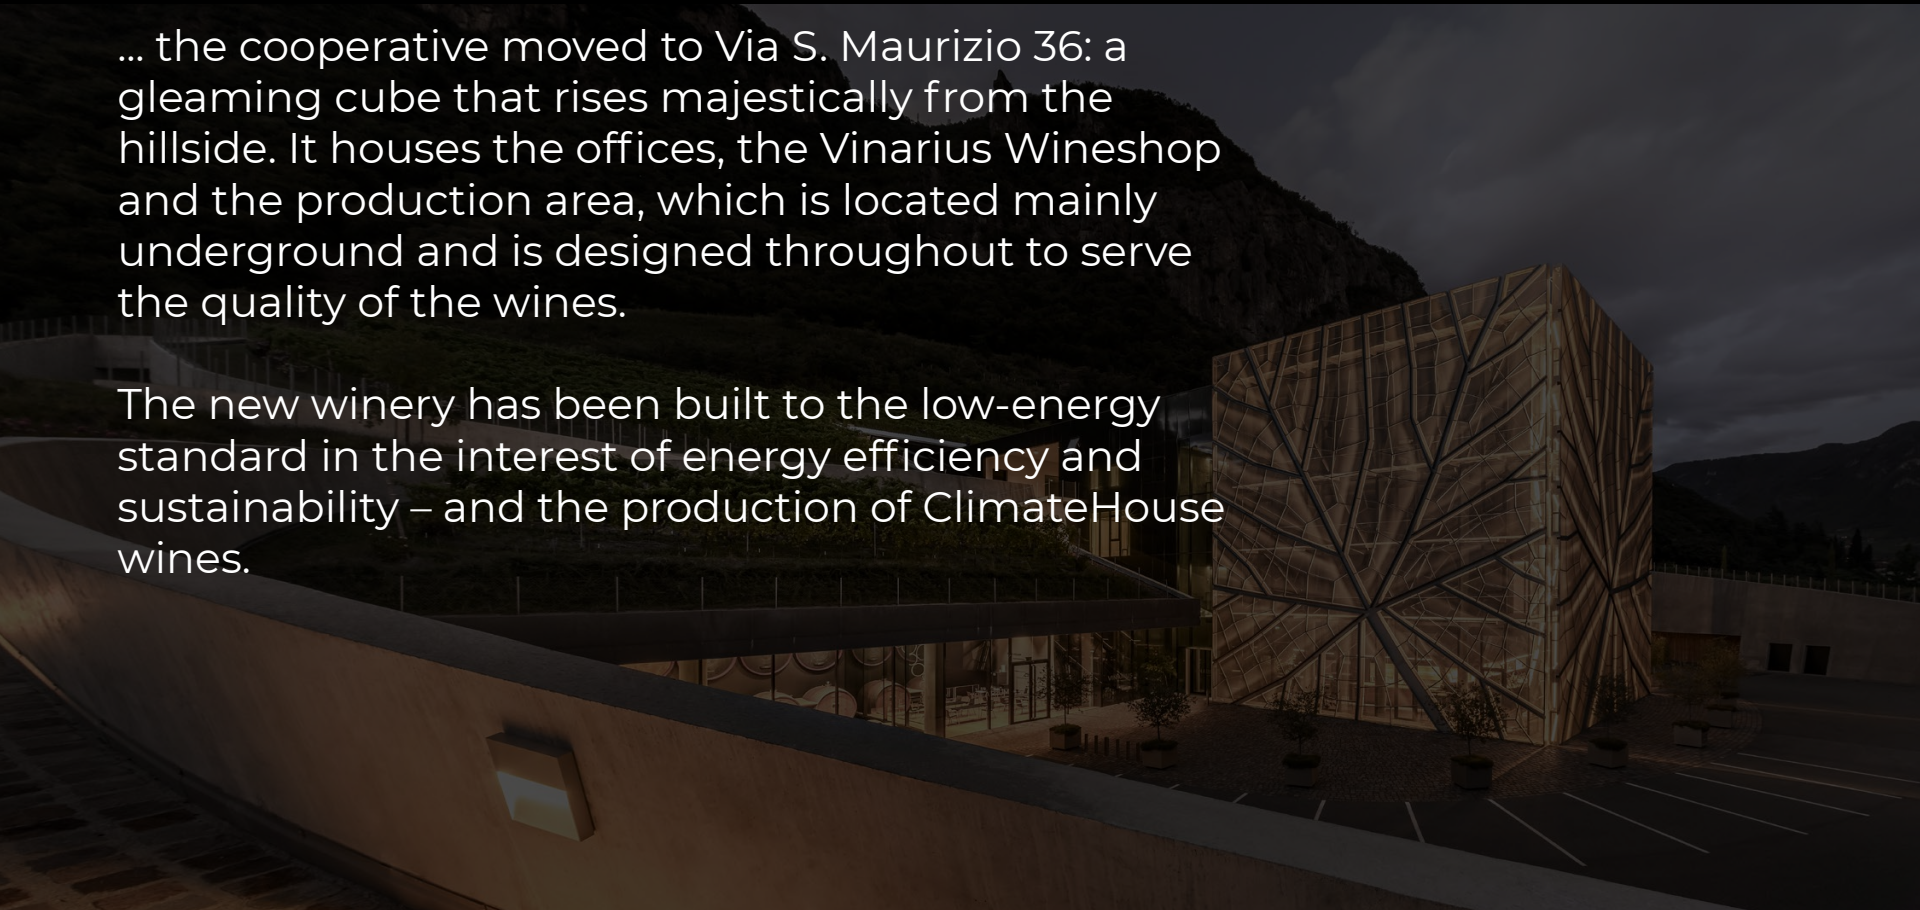 ... the cooperative moved to Via S. Maurizio 36: a
gleaming cube that rises majestically from the
hillside. It houses the offices, the Vinarius Wineshop
and the production area, which is located mainly
underground and is designed throughout to serve
the quality of the wines.
The new winery has been built to the low-energy
standard in the interest of energy efficiency and
sustainability – and the production of ClimateHouse
wines.